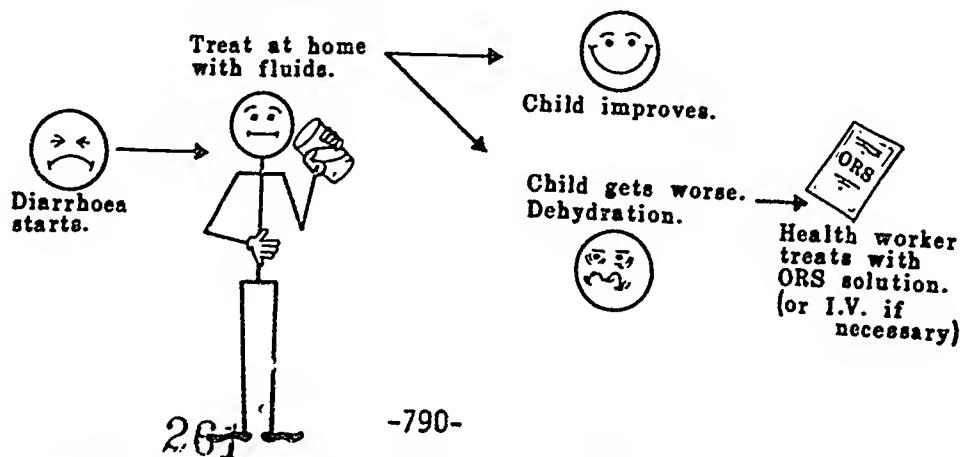 Treat at home
with fluids.
Diarrhoea
starts.
Child improves.
Child gets worse.
Dehydration.
ORS
Health worker
treats with
ORS solution.
(or I.V. if
necessary)
-790-